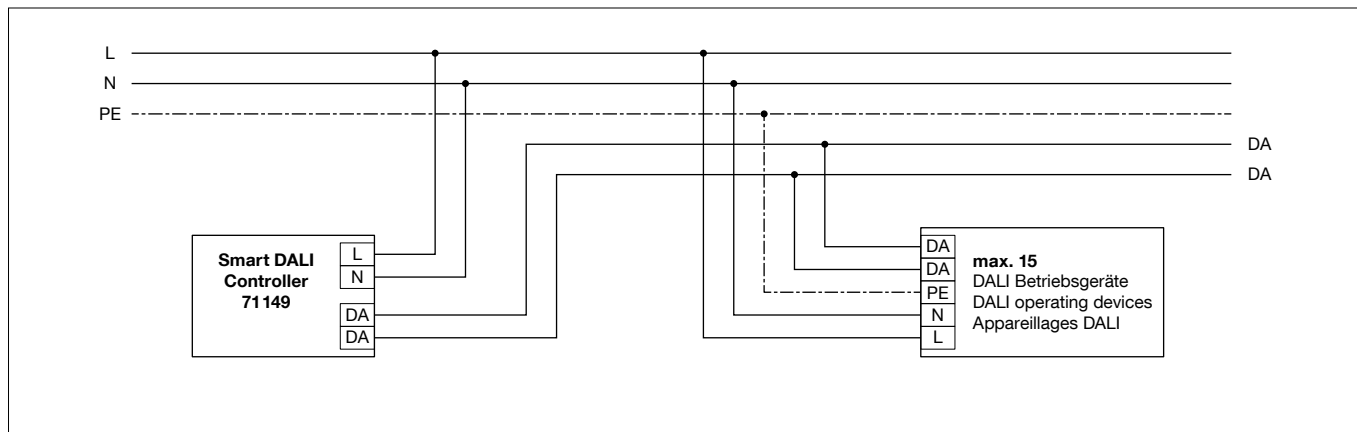 L
N
PE
DA
DA
Smart DALI
Controller
71149
L
N
DA
DA
DA
DA
PE
N
L
max. 15
DALI Betriebsgeräte
DALI operating devices
Appareillages DALI